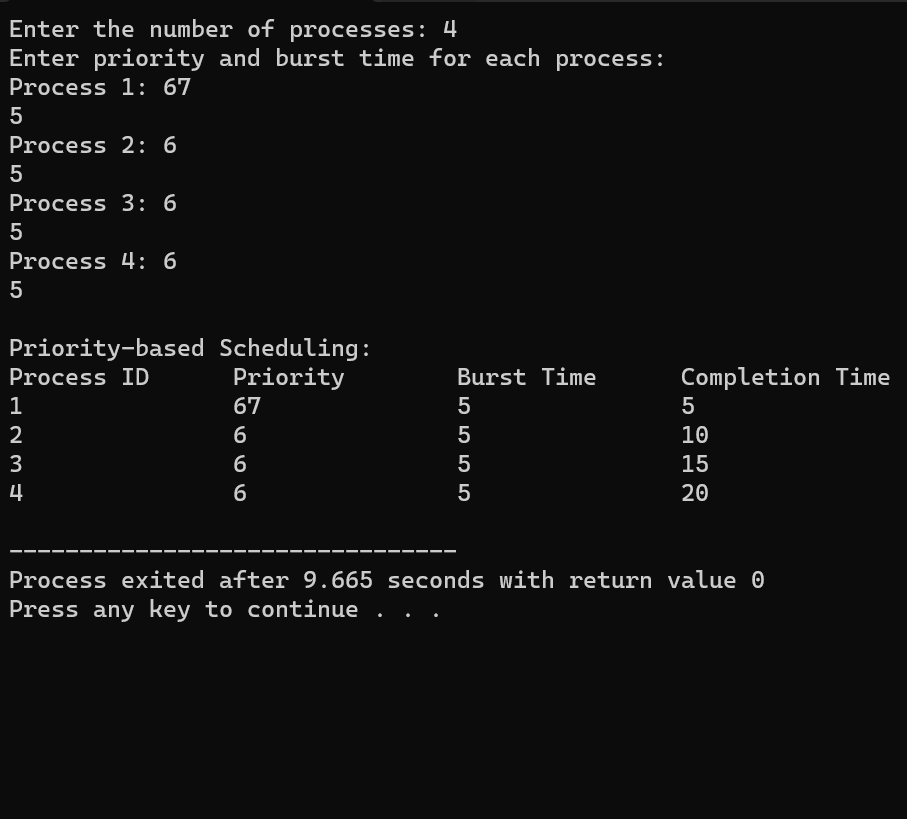 Enter the number of processes: 4
Enter priority and burst time for each process:
Process 1: 67
5
Process 2: 6
5
Process 3: 6
5
Process 4: 6
5
Priority-based Scheduling:
Process ID      Priority        Burst Time      Completion Time
1               67              5               5
2               6               5               10
3               6               5               15
4               6               5               20
--------------------------------
Process exited after 9.665 seconds with return value 0
Press any key to continue . . .